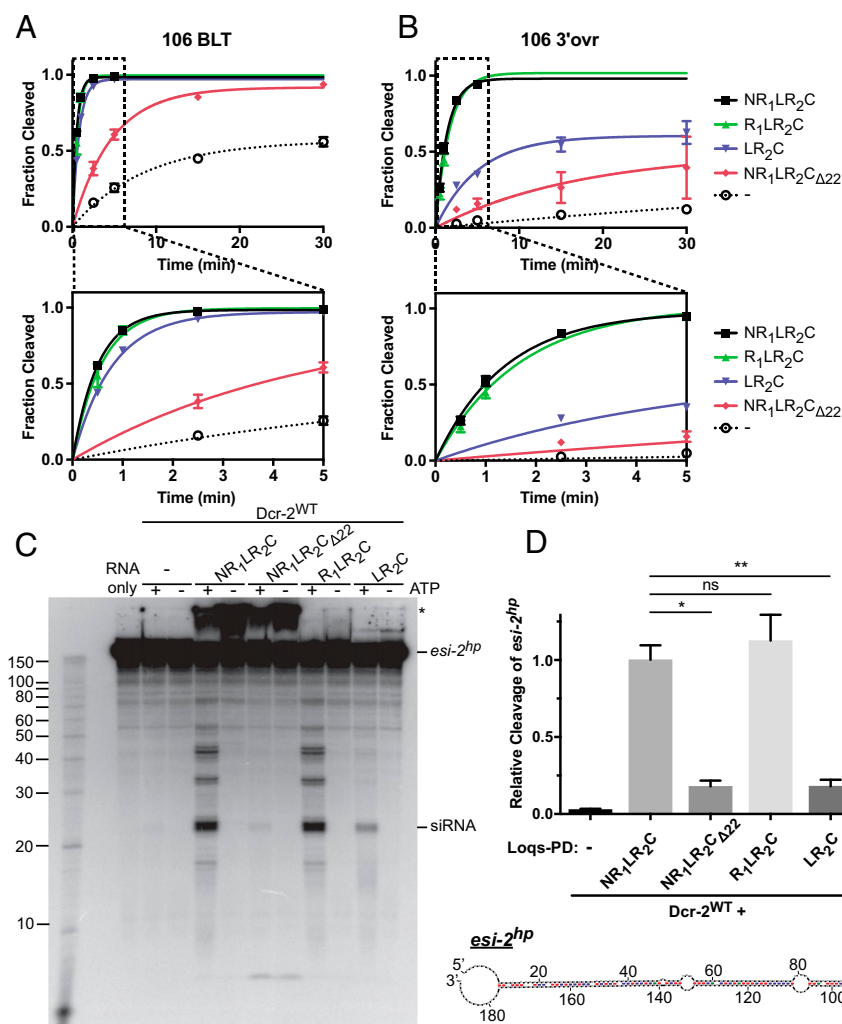 A
106 BLT
Fraction Cleaved
1.0
0.5
0.0
0 10 20 30
Time (min)
Fraction Cleaved
1.0
0.5
0.0
0 1 2 3 4 5
Time (min)
B
106 3'ovr
Fraction Cleaved
1.0
0.5
0.0
0 10 20 30
Time (min)
NR1LR2C
R1LR2C
LR2C
NR1LR2CΔ22
-
Fraction Cleaved
1.0
0.5
0.0
0 1 2 3 4 5
Time (min)
NR1LR2C
R1LR2C
LR2C
NR1LR2CΔ22
-
C
Dcr-2WT
RNA only
- NR1LR2C NR1LR2CΔ22 R1LR2C LR2C
+ - + - + - + - + - ATP
*
esi-2hp
siRNA
150
100
80
60
50
40
30
20
10
D
Relative Cleavage of esi-2hp
1.0
0.5
0.0
**
ns
*
Loqs-PD: - NR1LR2C NR1LR2CΔ22 R1LR2C LR2C
Dcr-2WT +
esi-2hp
5'
3'
20 40 60 80
180 160 140 120 100